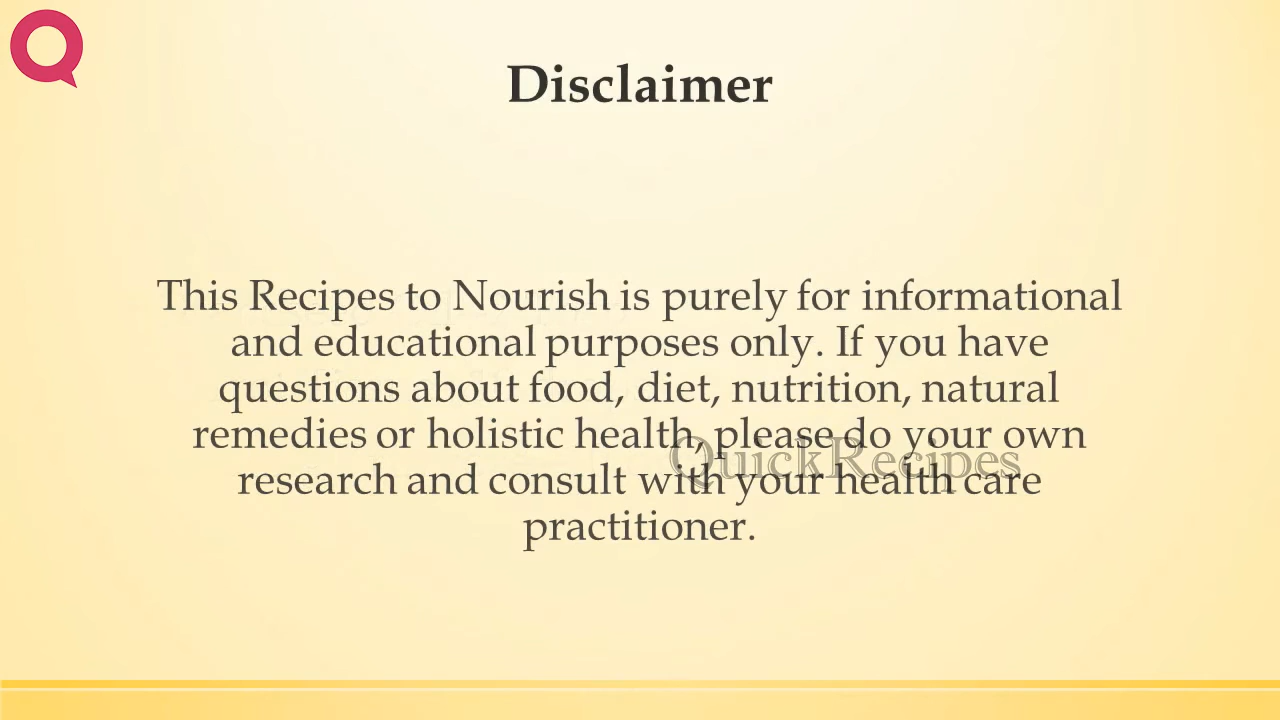 Disclaimer
This Recipes to Nourish is purely for informational
and educational purposes only. If you have
questions about food, diet, nutrition, natural
remedies or holistic health, please do your own
QuickRecipes
research and consult with your health care
practitioner.